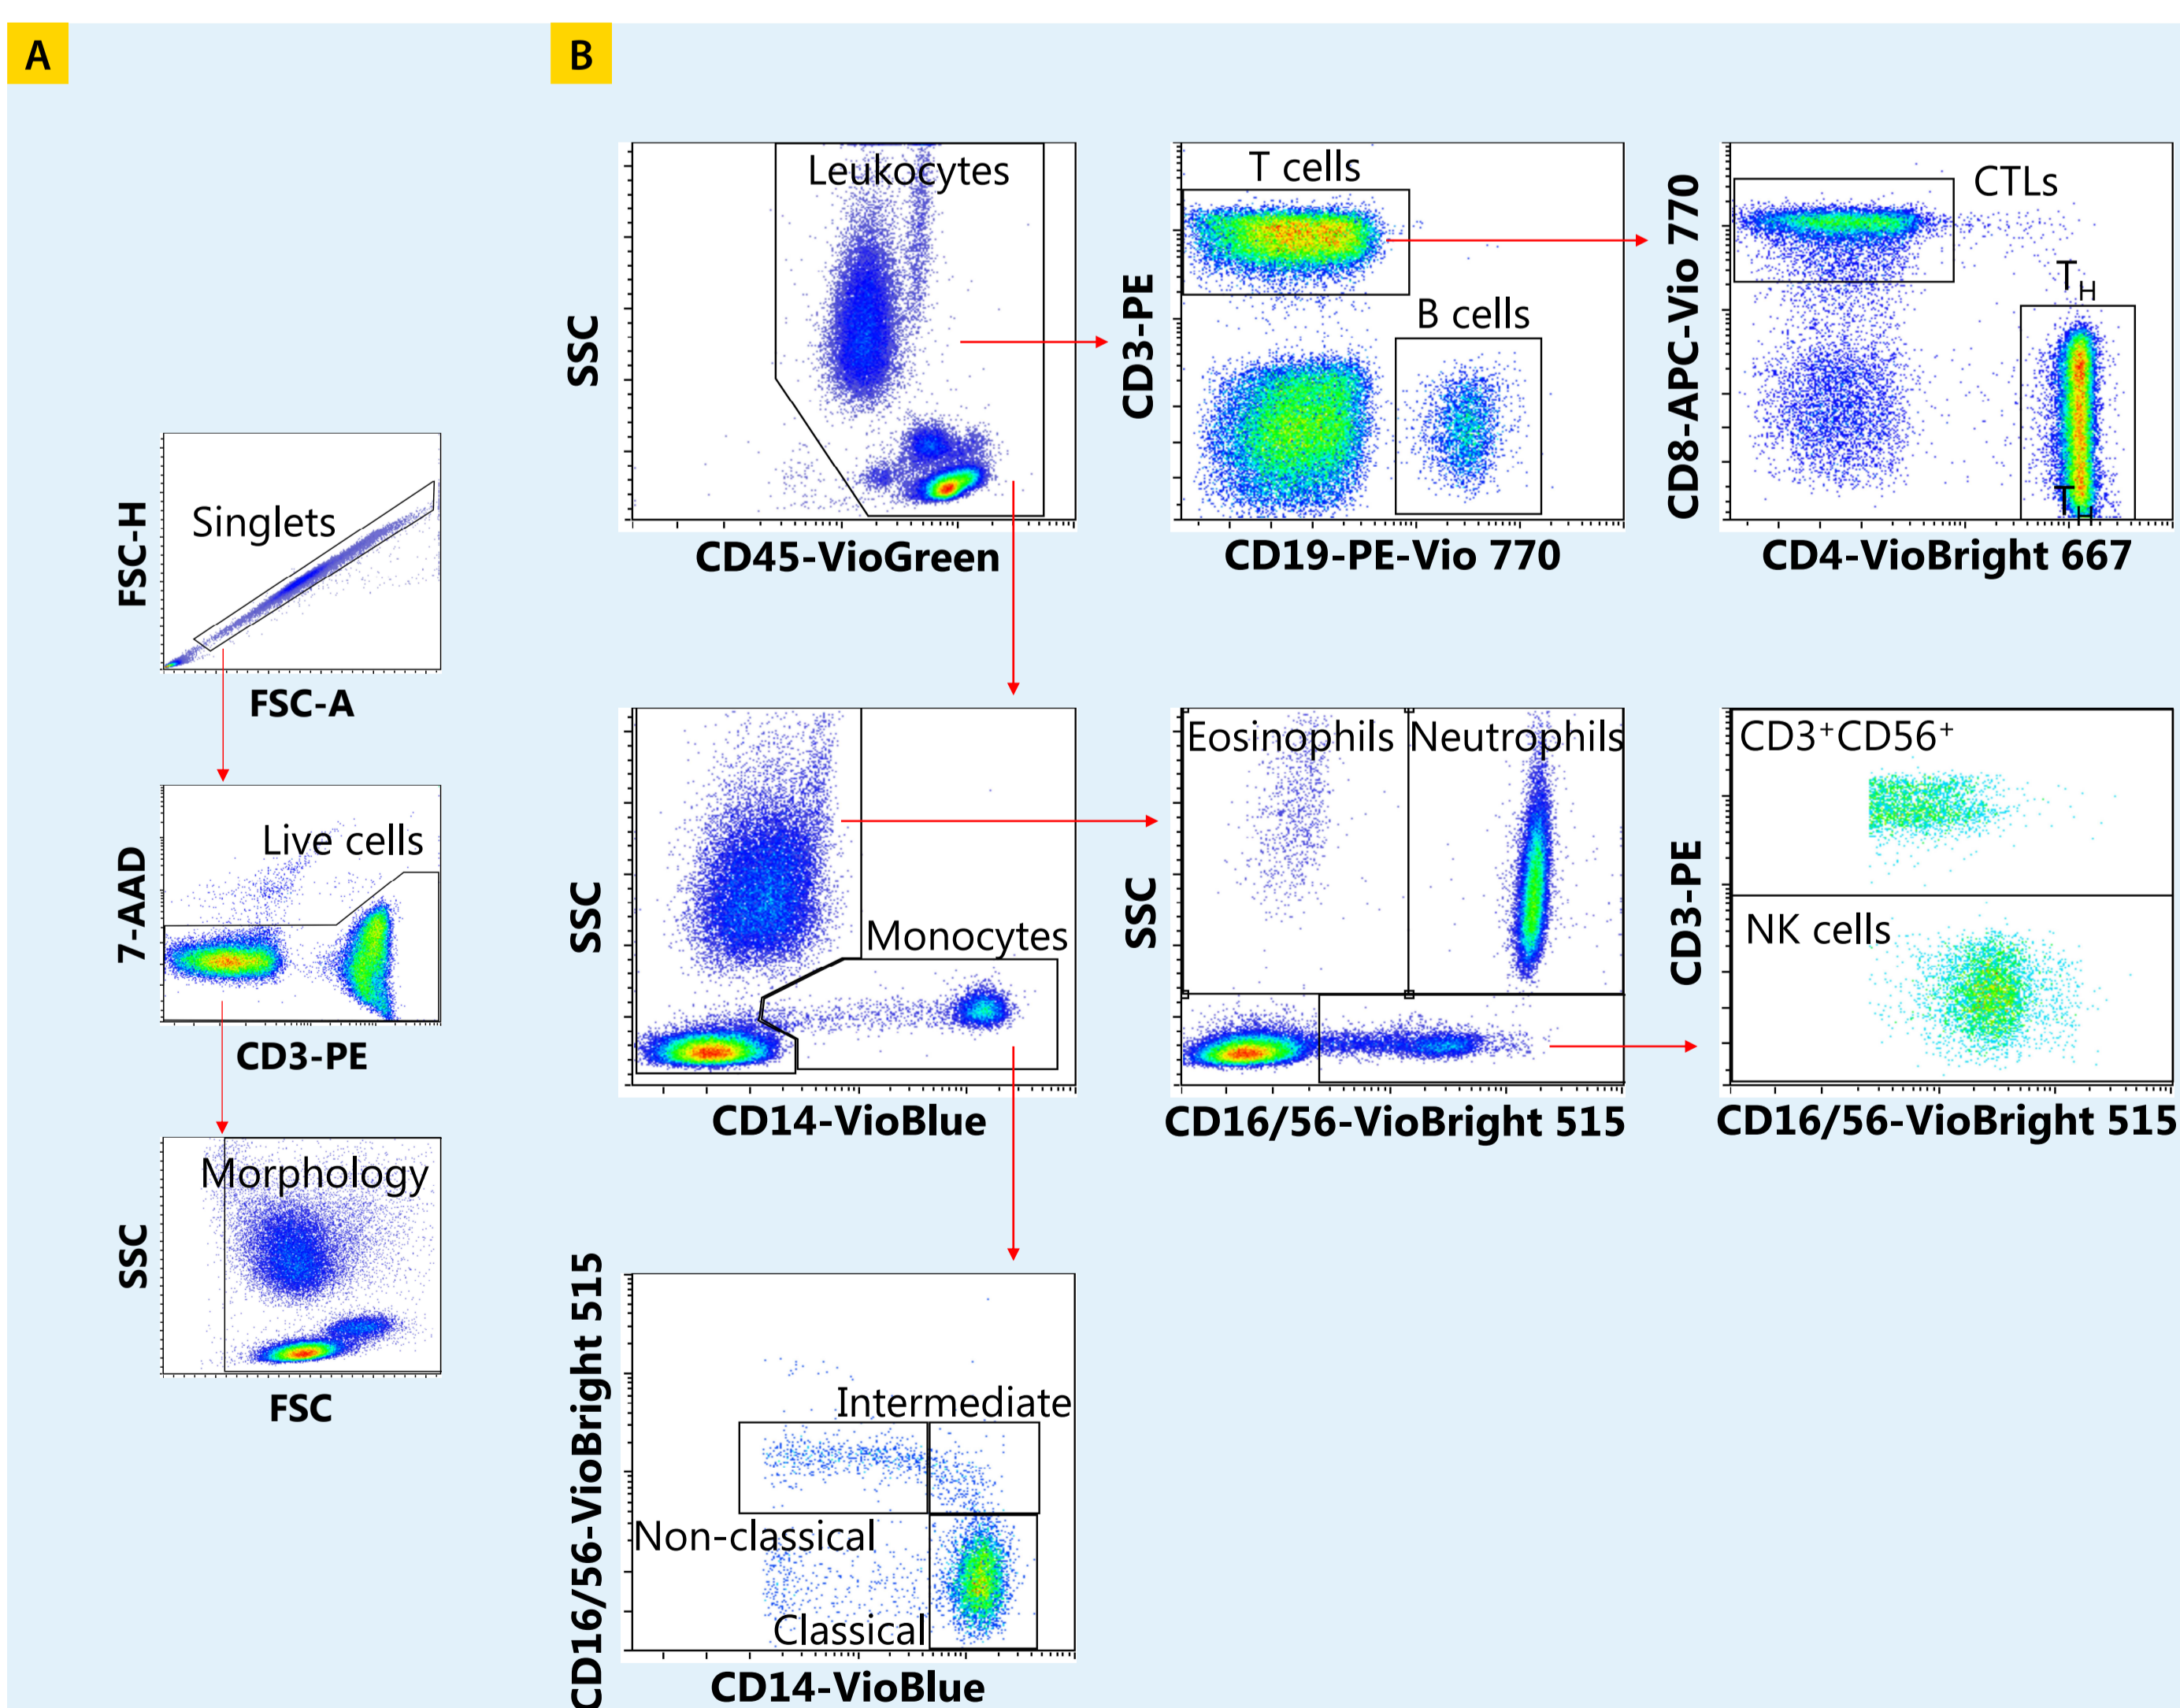 A
B
FSC-H
Singlets
FSC-A
7-AAD
Live cells
CD3-PE
SSC
Morphology
FSC
SSC
Leukocytes
CD45-VioGreen
CD3-PE
T cells
B cells
CD19-PE-Vio 770
CD8-APC-Vio 770
CTLs
TH
TH
CD4-VioBright 667
SSC
Monocytes
CD14-VioBlue
SSC
Eosinophils
Neutrophils
CD16/56-VioBright 515
CD3-PE
CD3⁺CD56⁺
NK cells
CD16/56-VioBright 515
CD16/56-VioBright 515
Intermediate
Non-classical
Classical
CD14-VioBlue